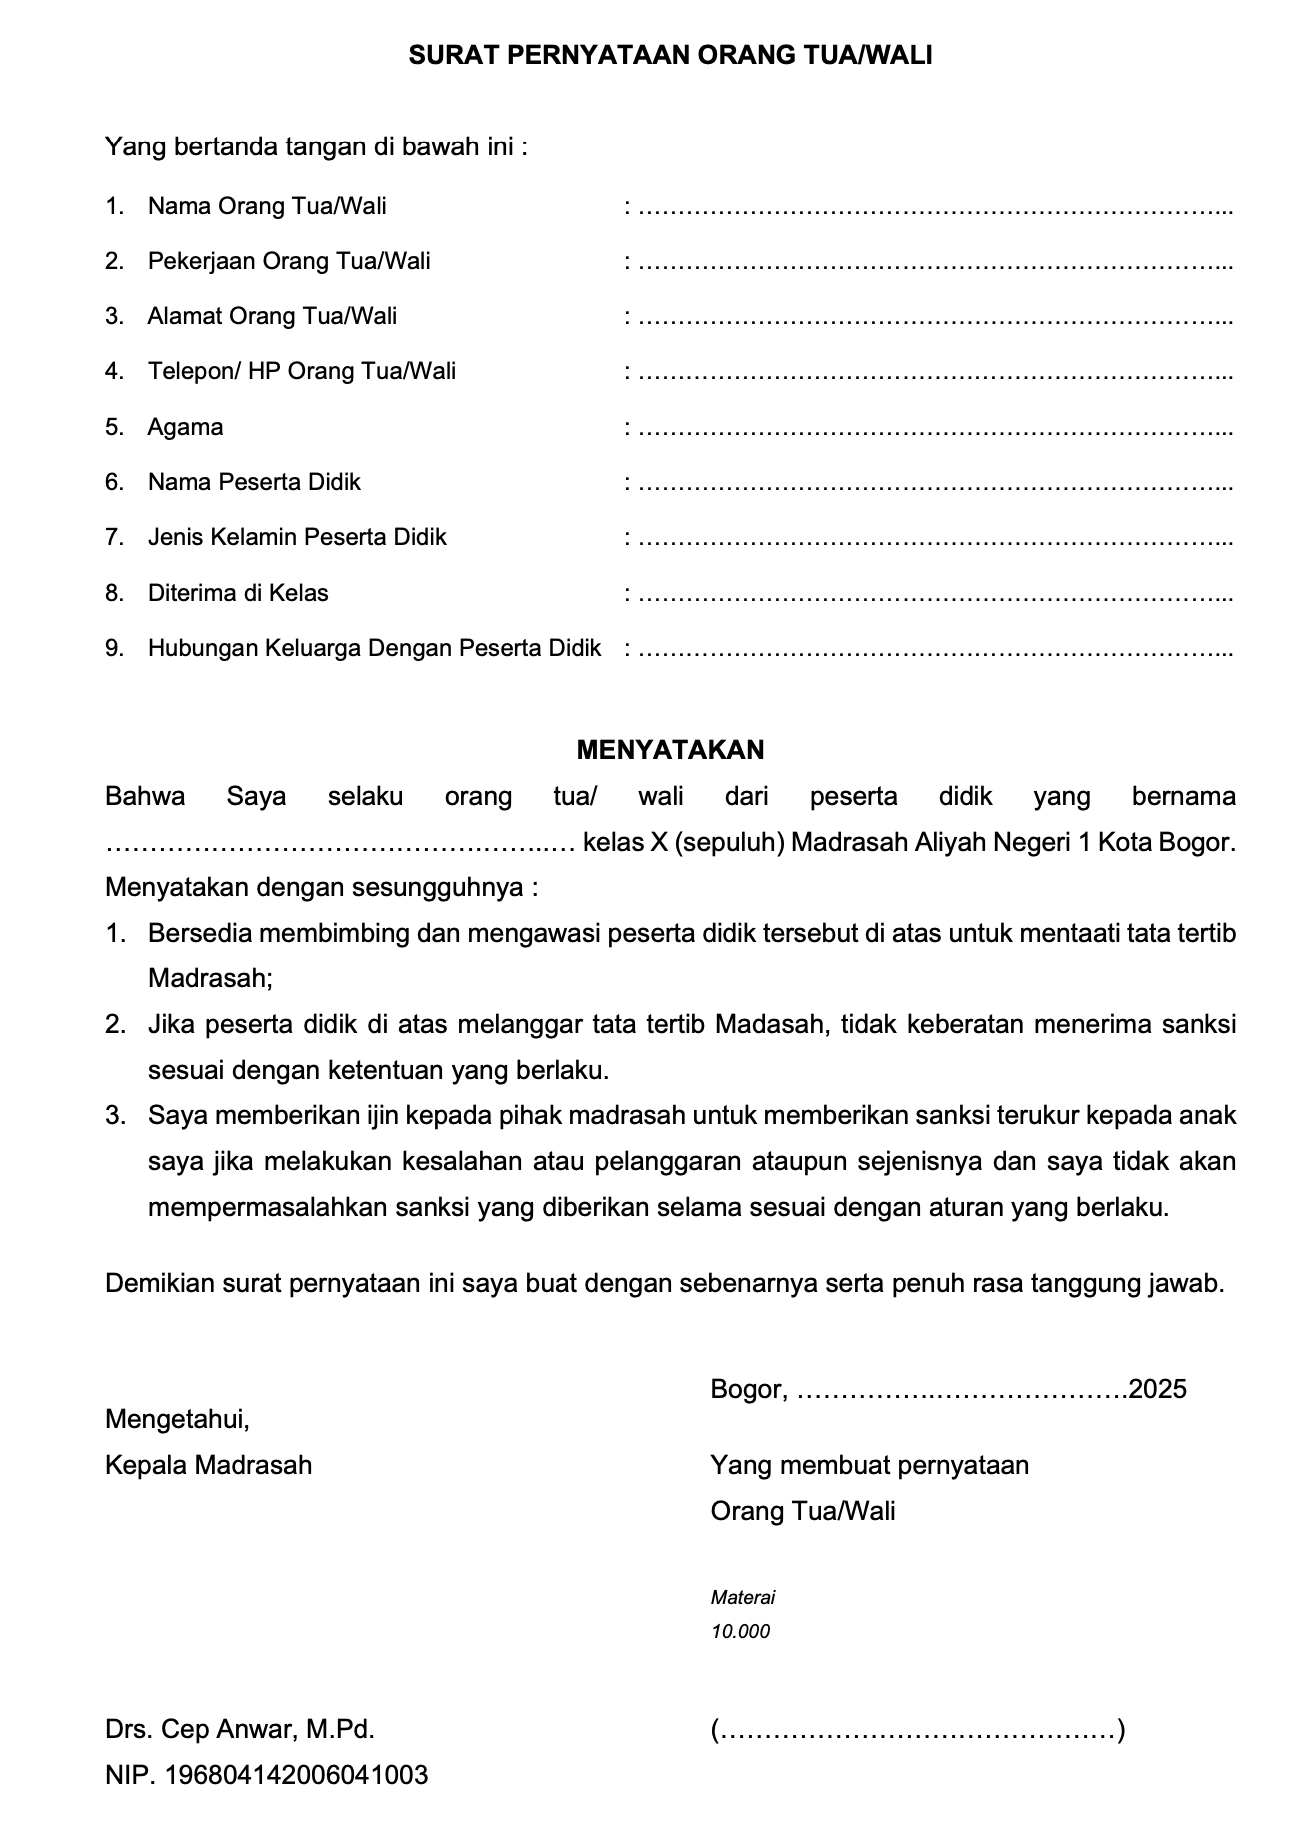 SURAT PERNYATAAN ORANG TUA/WALI
Yang bertanda tangan di bawah ini :
1. Nama Orang Tua/Wali : ………………………………………………………………...
2. Pekerjaan Orang Tua/Wali : ………………………………………………………………...
3. Alamat Orang Tua/Wali : ………………………………………………………………...
4. Telepon/ HP Orang Tua/Wali : ………………………………………………………………...
5. Agama : ………………………………………………………………...
6. Nama Peserta Didik : ………………………………………………………………...
7. Jenis Kelamin Peserta Didik : ………………………………………………………………...
8. Diterima di Kelas : ………………………………………………………………...
9. Hubungan Keluarga Dengan Peserta Didik : ………………………………………………………………...
MENYATAKAN
Bahwa Saya selaku orang tua/ wali dari peserta didik yang bernama
…………………………………….……..… kelas X (sepuluh) Madrasah Aliyah Negeri 1 Kota Bogor.
Menyatakan dengan sesungguhnya :
1. Bersedia membimbing dan mengawasi peserta didik tersebut di atas untuk mentaati tata tertib
Madrasah;
2. Jika peserta didik di atas melanggar tata tertib Madasah, tidak keberatan menerima sanksi
sesuai dengan ketentuan yang berlaku.
3. Saya memberikan ijin kepada pihak madrasah untuk memberikan sanksi terukur kepada anak
saya jika melakukan kesalahan atau pelanggaran ataupun sejenisnya dan saya tidak akan
mempermasalahkan sanksi yang diberikan selama sesuai dengan aturan yang berlaku.
Demikian surat pernyataan ini saya buat dengan sebenarnya serta penuh rasa tanggung jawab.
Bogor, …………….………………….2025
Mengetahui,
Kepala Madrasah Yang membuat pernyataan
Orang Tua/Wali
Materai
10.000
Drs. Cep Anwar, M.Pd. (………………………………………)
NIP. 196804142006041003